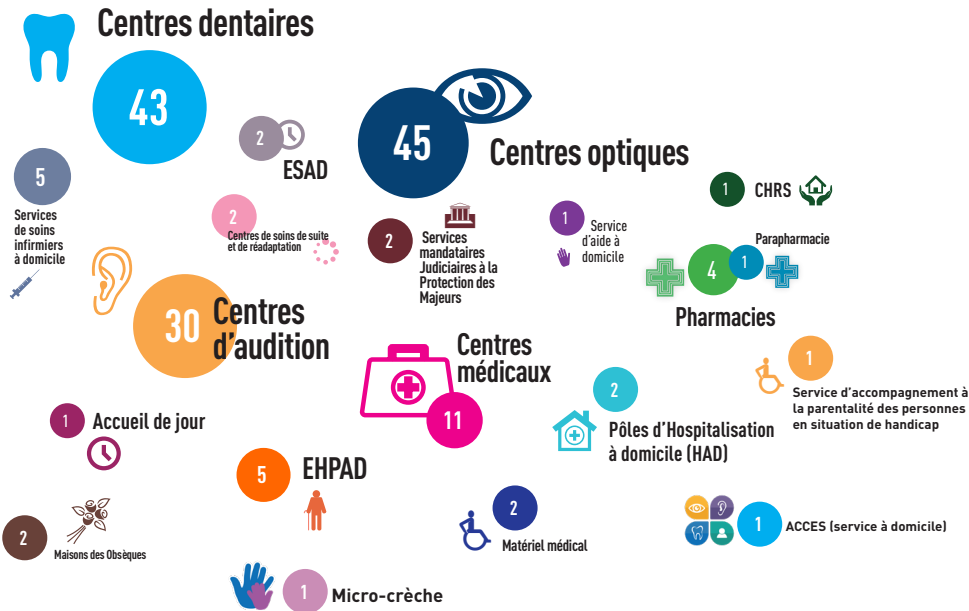 Centres dentaires
43
45
Centres optiques
2
ESAD
5
Services
de soins
infirmiers
à domicile
2
Centres de soins de suite
et de réadaptation
2
Services
mandataires
Judiciaires à la
Protection des
Majeurs
1
Service
d'aide à
domicile
1
CHRS
Parapharmacie
4
1
Pharmacies
30
Centres
d'audition
Centres
médicaux
11
1
Service d'accompagnement à
la parentalité des personnes
en situation de handicap
2
Pôles d'Hospitalisation
à domicile (HAD)
1
Accueil de jour
5
EHPAD
2
Maisons des Obsèques
2
Matériel médical
1
ACCES (service à domicile)
1
Micro-crèche